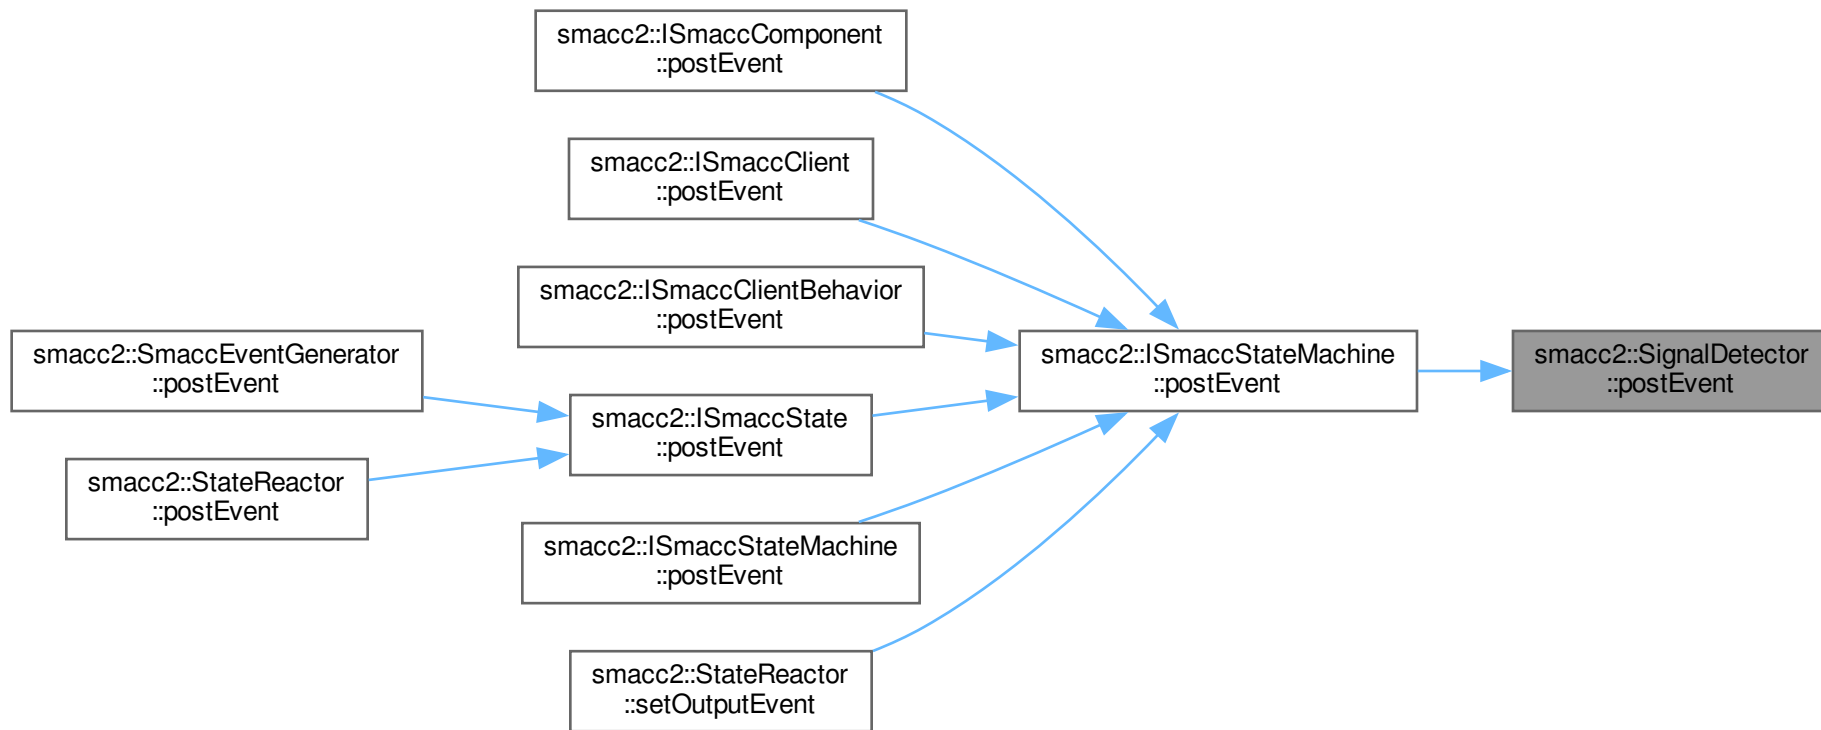 smacc2::ISmaccComponent
::postEvent
smacc2::ISmaccClient
::postEvent
smacc2::ISmaccClientBehavior
::postEvent
smacc2::SmaccEventGenerator
::postEvent
smacc2::ISmaccStateMachine
::postEvent
smacc2::SignalDetector
::postEvent
smacc2::ISmaccState
::postEvent
smacc2::StateReactor
::postEvent
smacc2::ISmaccStateMachine
::postEvent
smacc2::StateReactor
::setOutputEvent